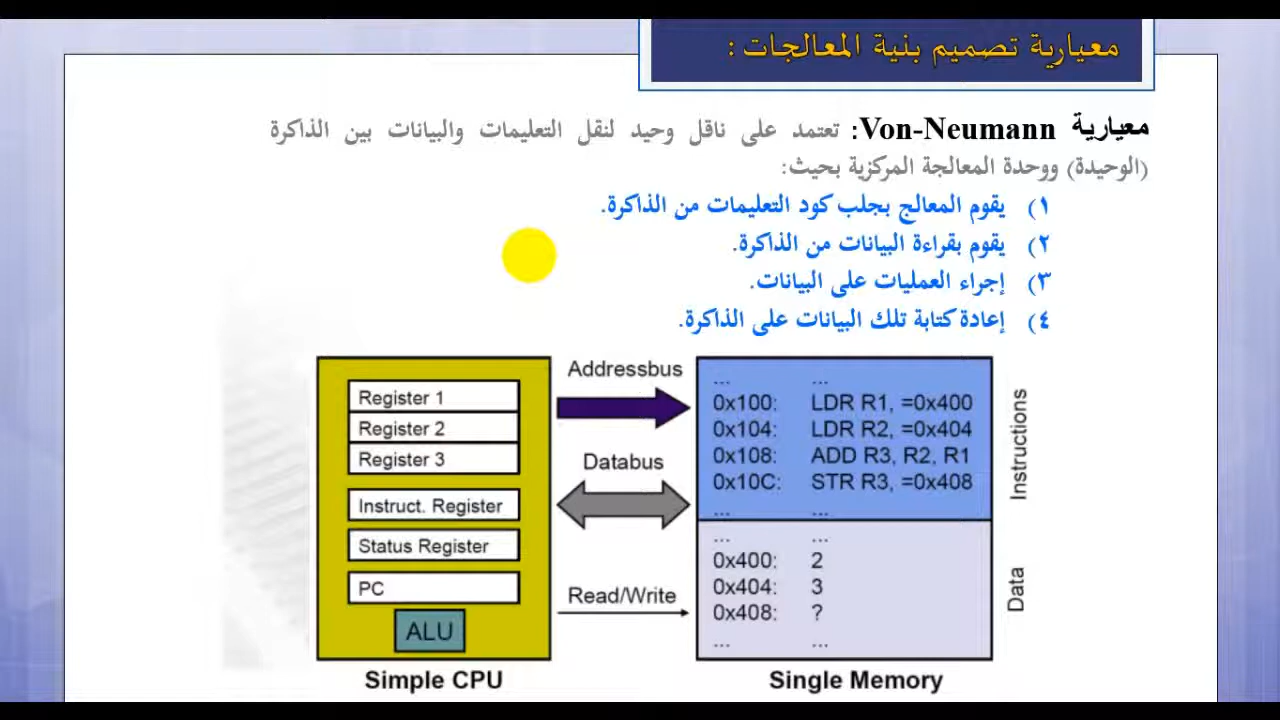 معيارية تصميم بنية المعالجات:
معيارية Von-Neumann: تعتمد على ناقل وحيد لنقل التعليمات والبيانات بين الذاكرة
(الوحيدة) ووحدة المعالجة المركزية بحيث:
١) يقوم المعالج بجلب كود التعليمات من الذاكرة.
٢) يقوم بقراءة البيانات من الذاكرة.
٣) إجراء العمليات على البيانات.
٤) إعادة كتابة تلك البيانات على الذاكرة.
Register 1
Register 2
Register 3
Instruct. Register
Status Register
PC
ALU
Simple CPU
Addressbus
Databus
Read/Write
... ...
0x100: LDR R1, =0x400
0x104: LDR R2, =0x404
0x108: ADD R3, R2, R1
0x10C: STR R3, =0x408
... ...
... ...
0x400: 2
0x404: 3
0x408: ?
... ...
Instructions
Data
Single Memory